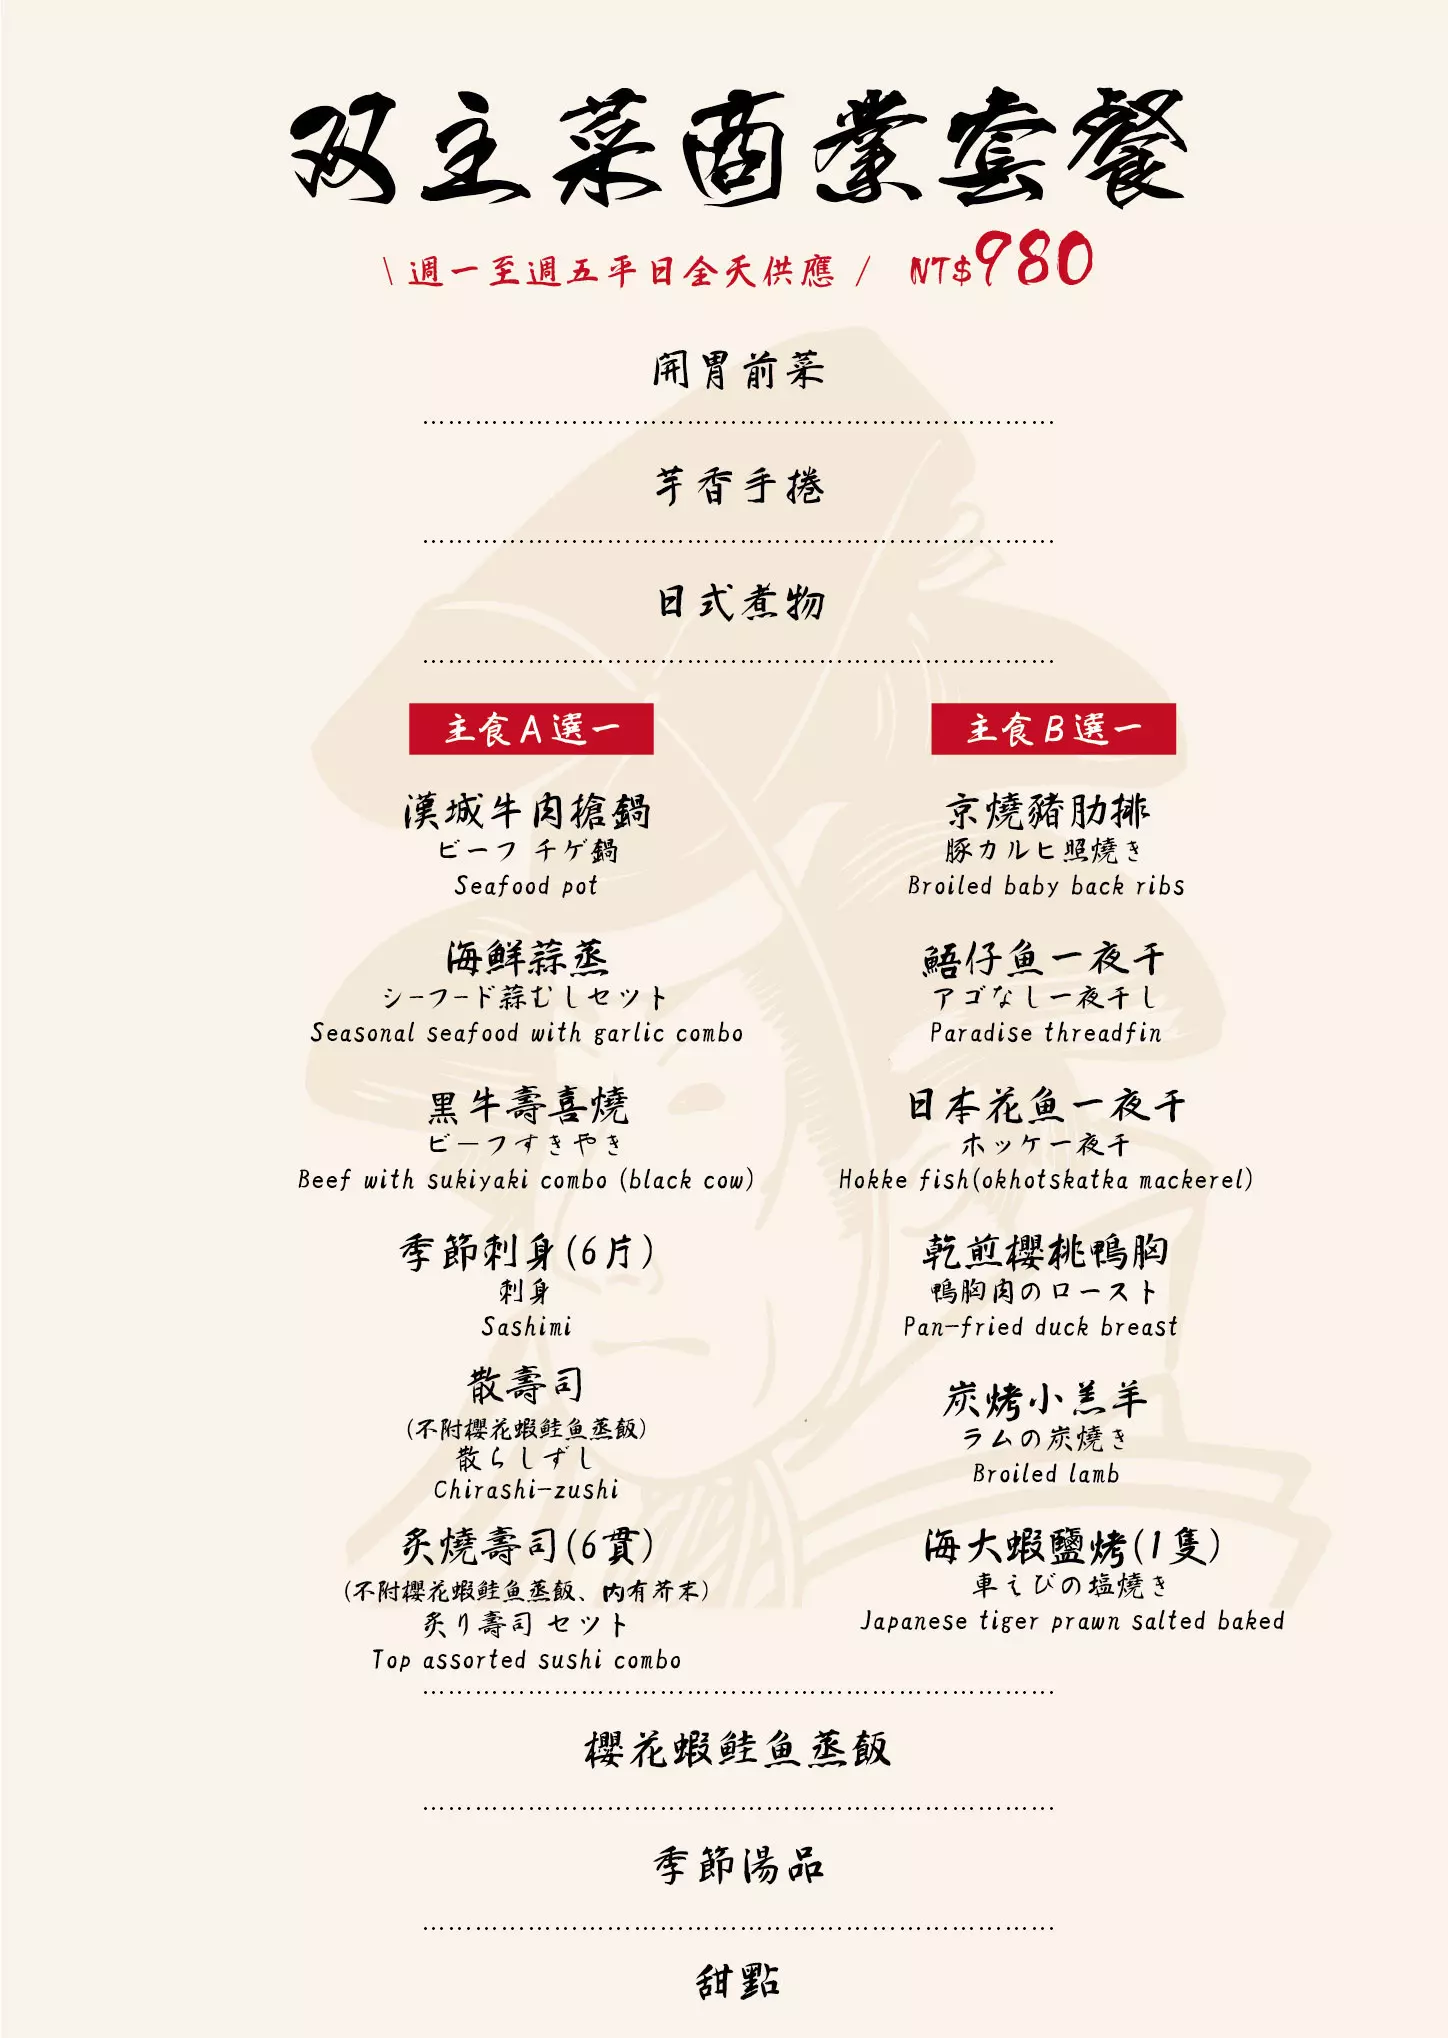 双主菜商業套餐
\ 週一至週五平日全天供應 / NT$980
開胃前菜
芋香手捲
日式煮物
主食A選一
漢城牛肉搶鍋
ビーフ チゲ鍋
Seafood pot
海鮮蒜蒸
シーフード蒜むしセット
Seasonal seafood with garlic combo
黑牛壽喜燒
ビーフすきやき
Beef with sukiyaki combo (black cow)
季節刺身(6片)
刺身
Sashimi
散壽司
(不附櫻花蝦鮭魚蒸飯)
散らしずし
Chirashi-zushi
炙燒壽司(6貫)
(不附櫻花蝦鮭魚蒸飯、內有芥末)
炙り壽司 セット
Top assorted sushi combo
主食B選一
京燒豬肋排
豚カルヒ照燒き
Broiled baby back ribs
鯃仔魚一夜干
アゴなし一夜干し
Paradise threadfin
日本花魚一夜干
ホッケ一夜干
Hokke fish(okhotskatka mackerel)
乾煎櫻桃鴨胸
鴨胸肉のロースト
Pan-fried duck breast
炭烤小羔羊
ラムの炭燒き
Broiled lamb
海大蝦鹽烤(1隻)
車えびの塩燒き
Japanese tiger prawn salted baked
櫻花蝦鮭魚蒸飯
季節湯品
甜點